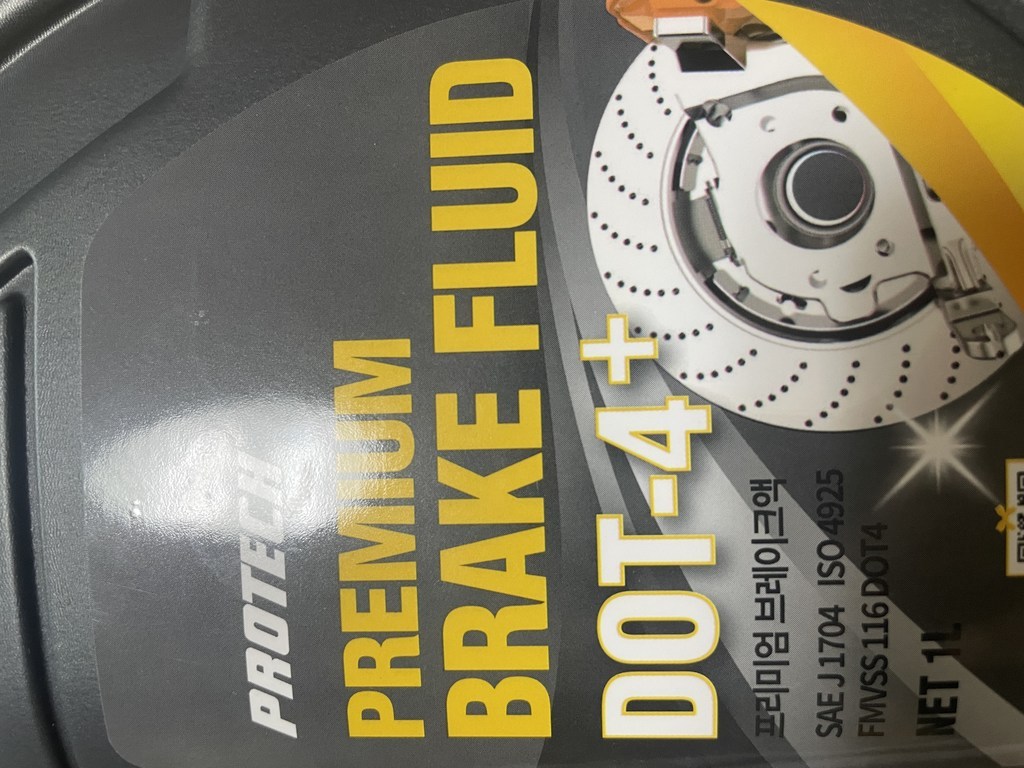 PROTECH
PREMIUM
BRAKE FLUID
DOT-4+
프리미엄 브레이크액
SAE J 1704 ISO 4925
FMVSS 116 DOT4
NET 1L